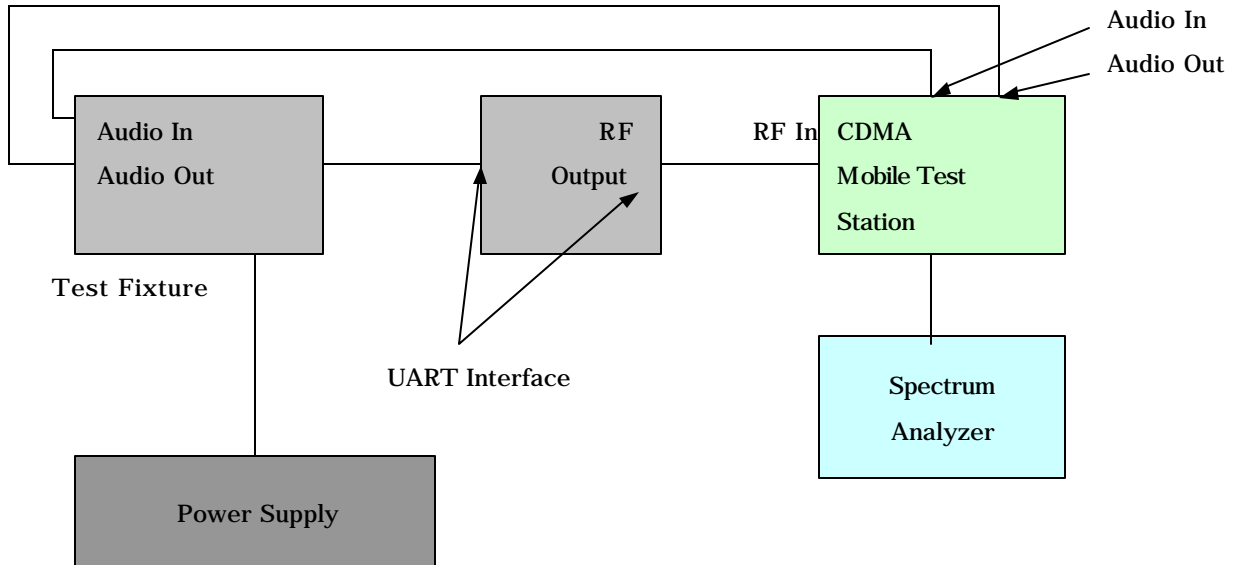 Audio In
Audio Out
Audio In
Audio Out
RF
Output
RF In
CDMA
Mobile Test
Station
Test Fixture
UART Interface
Spectrum
Analyzer
Power Supply